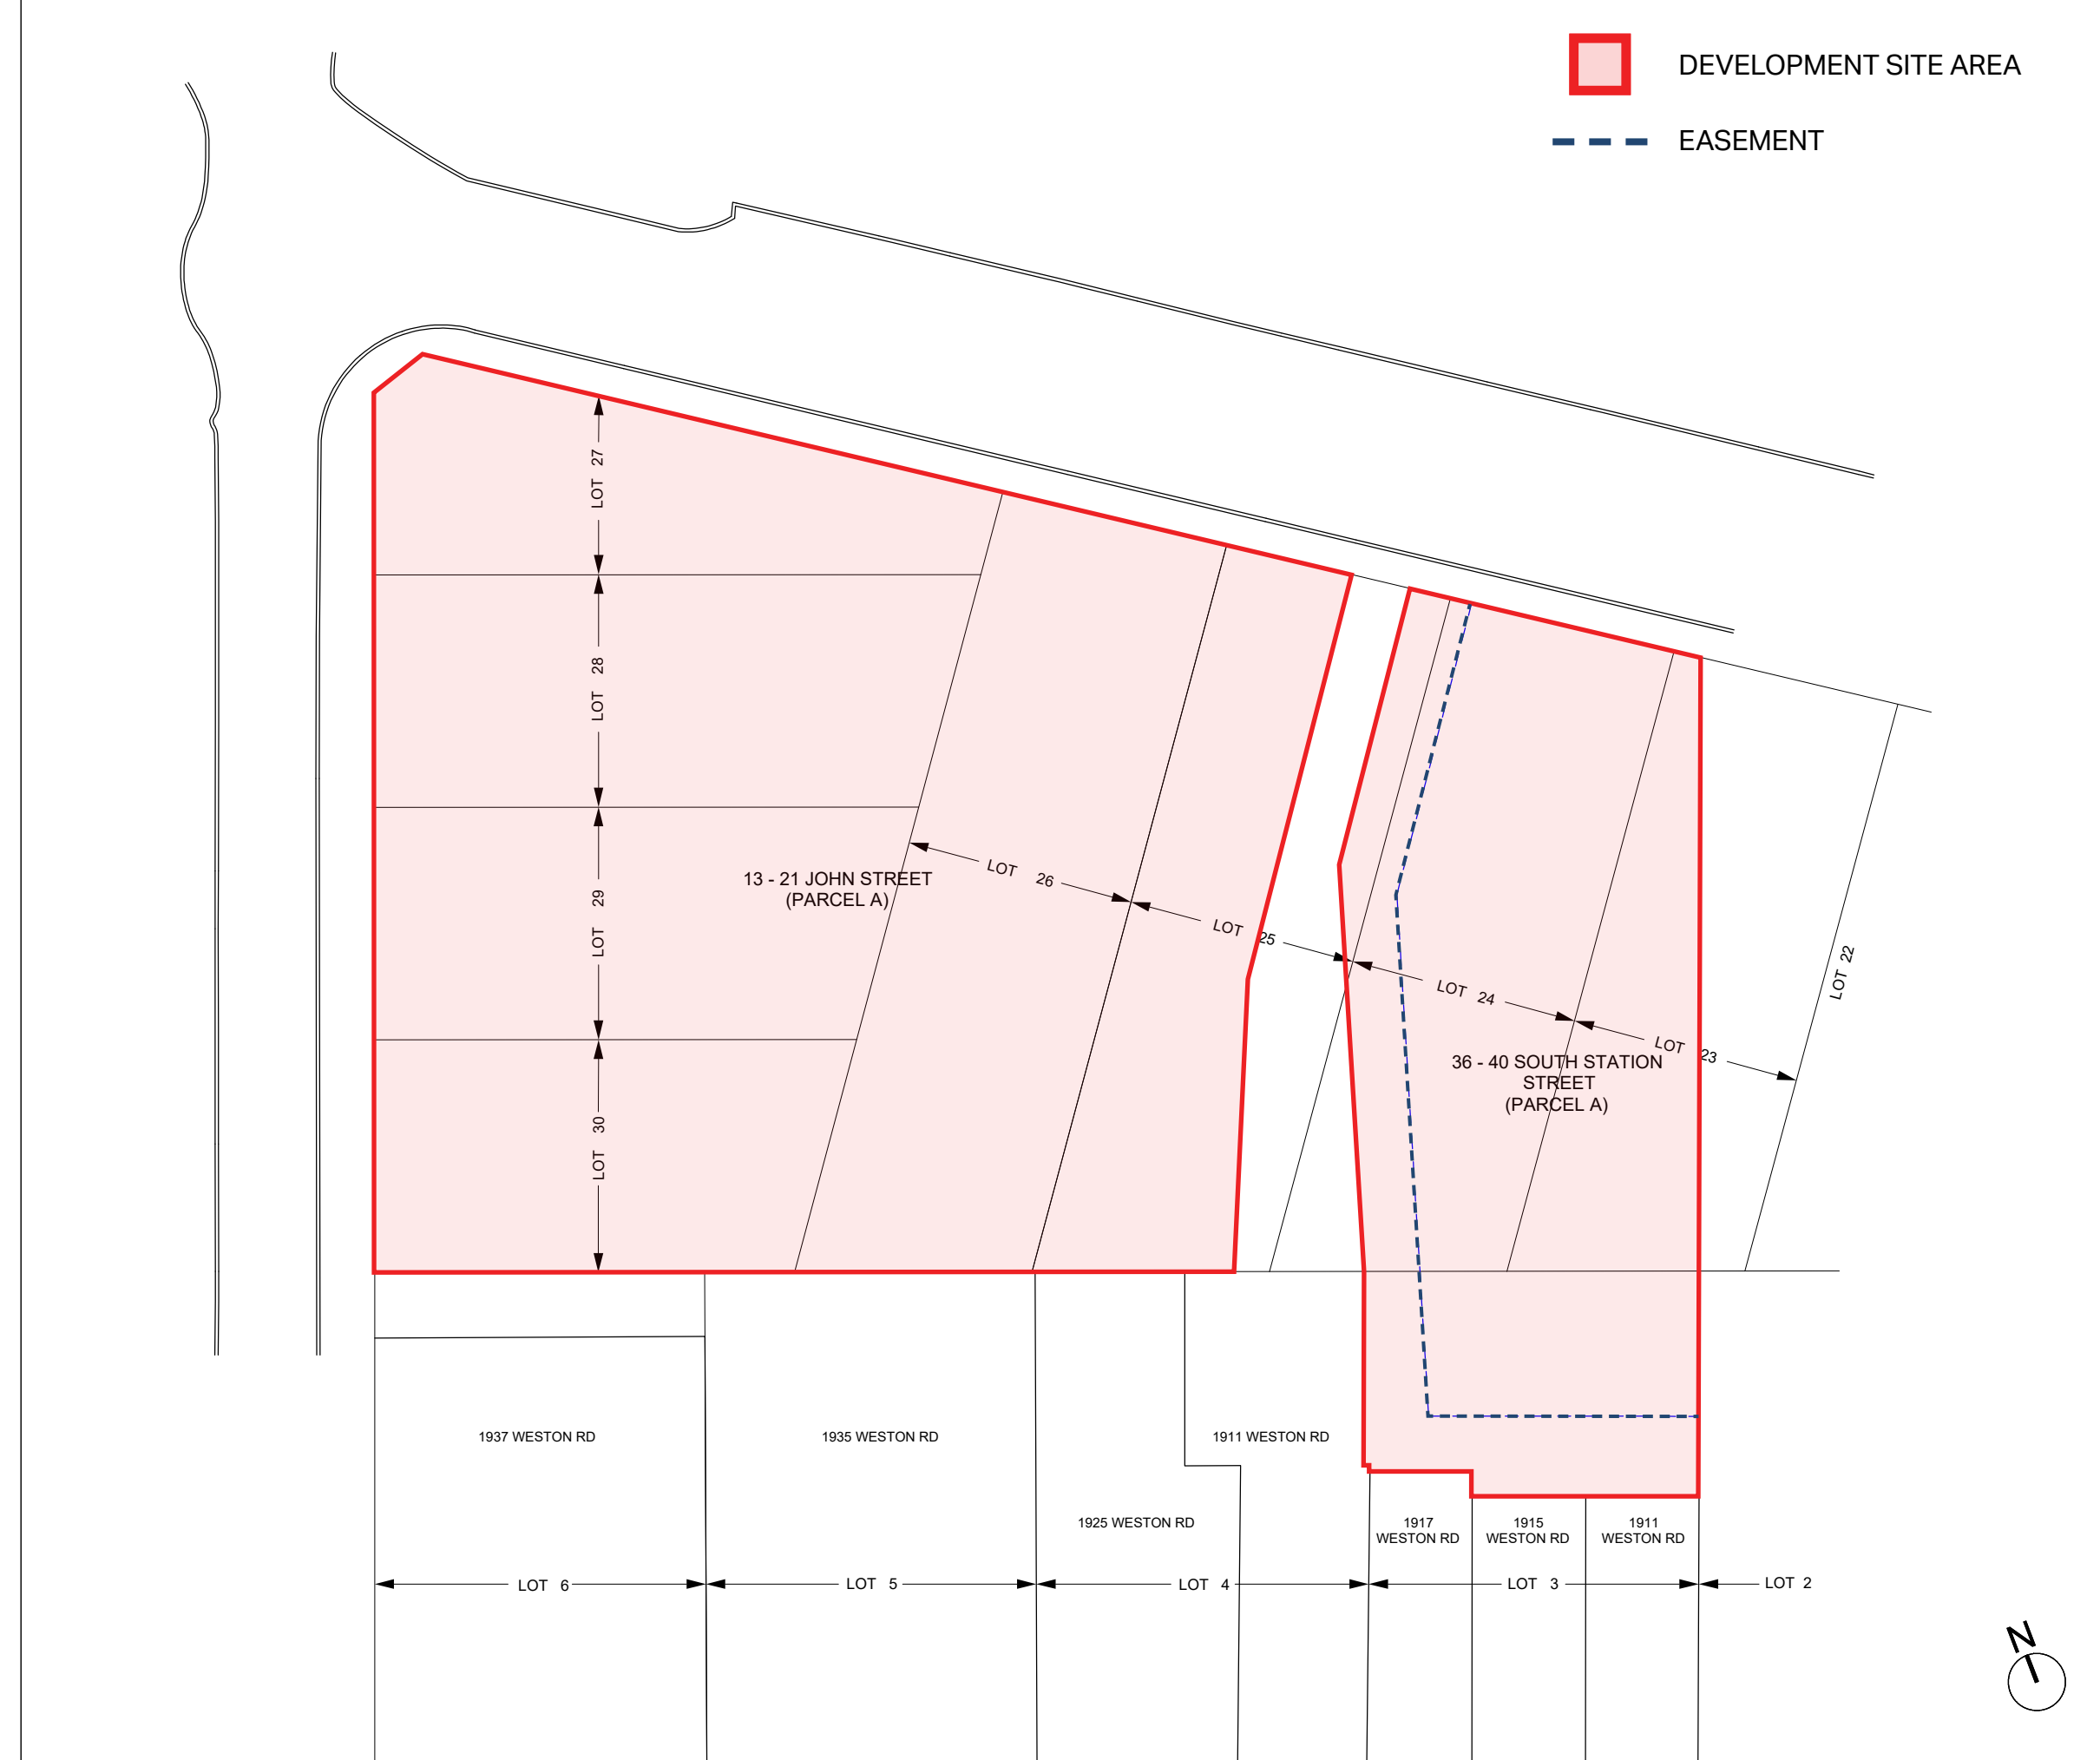 DEVELOPMENT SITE AREA
EASEMENT
LOT 27
LOT 28
LOT 29
LOT 30
13 - 21 JOHN STREET
(PARCEL A)
LOT 26
LOT 25
LOT 24
LOT 23
LOT 22
36 - 40 SOUTH STATION
STREET
(PARCEL A)
1937 WESTON RD
1935 WESTON RD
1911 WESTON RD
1925 WESTON RD
1917
WESTON RD
1915
WESTON RD
1911
WESTON RD
LOT 6
LOT 5
LOT 4
LOT 3
LOT 2
N